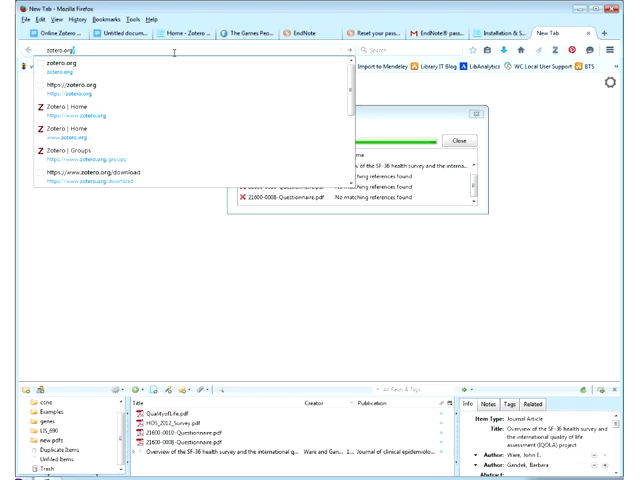 New Tab - Mozilla Firefox
File Edit View History Bookmarks Tools Help
Online Zotero ...
Untitled docum...
Home - Zotero ...
The Games Peo...
EndNote
Reset your pass...
EndNote® pass...
Installation & S...
New Tab
zotero.org
Search
Import to Mendeley
Library IT Blog
LibAnalytics
WC Local User Support
BTS
zotero.org
zotero.org
https://zotero.org
https://zotero.org
Zotero | Home
https://www.zotero.org
Zotero | Home
www.zotero.org
Zotero | Groups
https://www.zotero.org/groups/
https://www.zotero.org/download
https://www.zotero.org/download
Close
w of the SF-36 health survey and the interna...
atching references found
No matching references found
21600-0008-Questionnaire.pdf No matching references found
All Fields & Tags
ccnc
Examples
genes
LIS_690
new pdfs
Duplicate Items
Unfiled Items
Trash
Title Creator Publication
QualityofLife.pdf
HOS_2012_Survey.pdf
21600-0010-Questionnaire.pdf
21600-0008-Questionnaire.pdf
Overview of the SF-36 health survey and the international q... Ware and Gan... 1... Journal of clinical epidemiolo...
Info Notes Tags Related
Item Type: Journal Article
Title: Overview of the SF-36 health survey and the international quality of life assessment (IQOLA) project
Author: Ware, John E.
Author: Gandek, Barbara
Abstract: